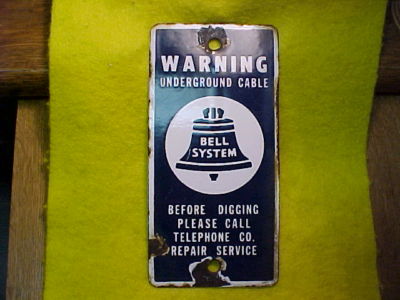 WARNING
UNDERGROUND CABLE
BELL
SYSTEM
BEFORE DIGGING
PLEASE CALL
TELEPHONE CO.
REPAIR SERVICE